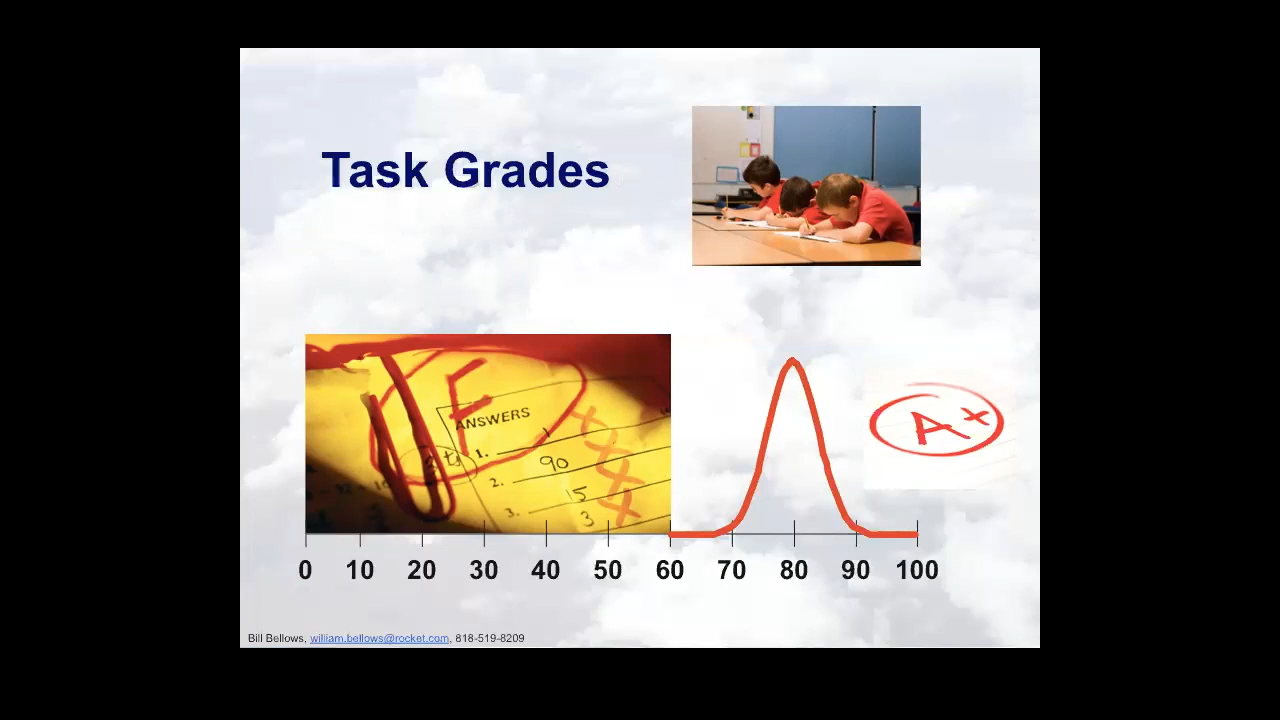 Task Grades
F
ANSWERS
1.
90
2.
15
3.
3
A+
0 10 20 30 40 50 60 70 80 90 100
Bill Bellows, william.bellows@rocket.com, 818-519-8209